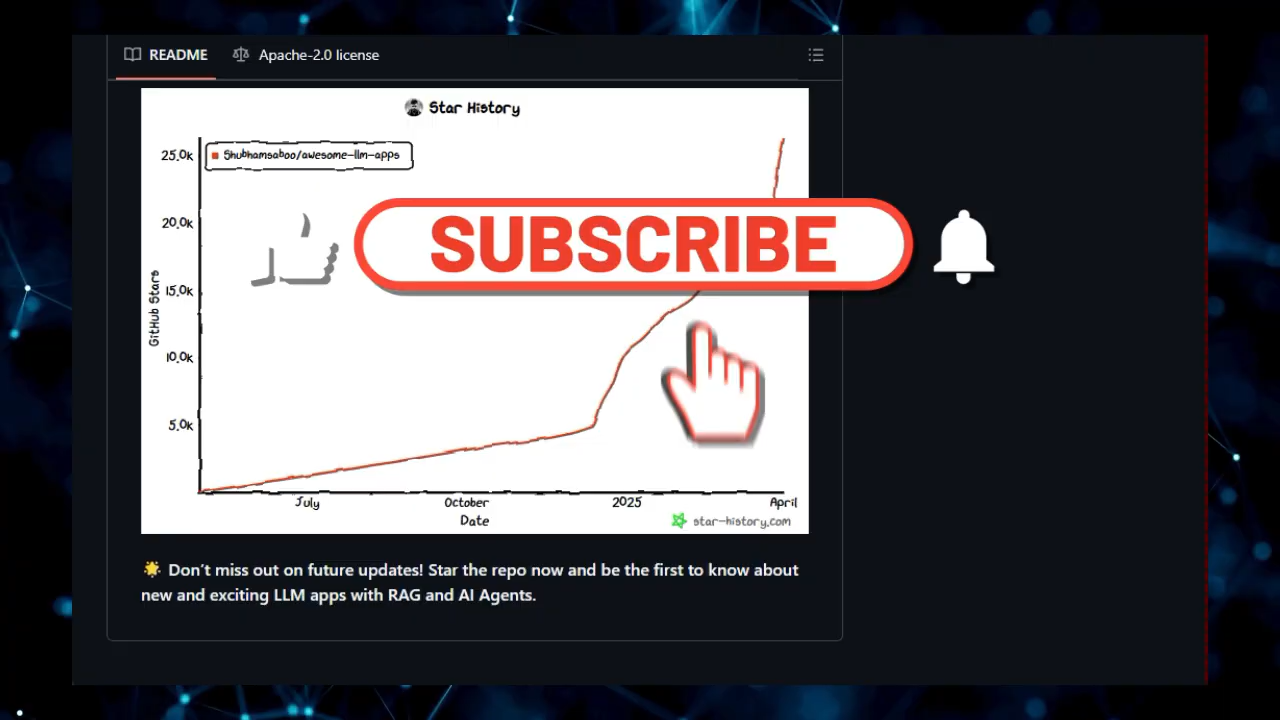 README
Apache-2.0 license
Star History
25.0k
Shubhamsaboo/awesome-llm-apps
20.0k
SUBSCRIBE
15.0k
GitHub Stars
10.0k
5.0k
July
October
2025
April
Date
star-history.com
Don't miss out on future updates! Star the repo now and be the first to know about
new and exciting LLM apps with RAG and AI Agents.